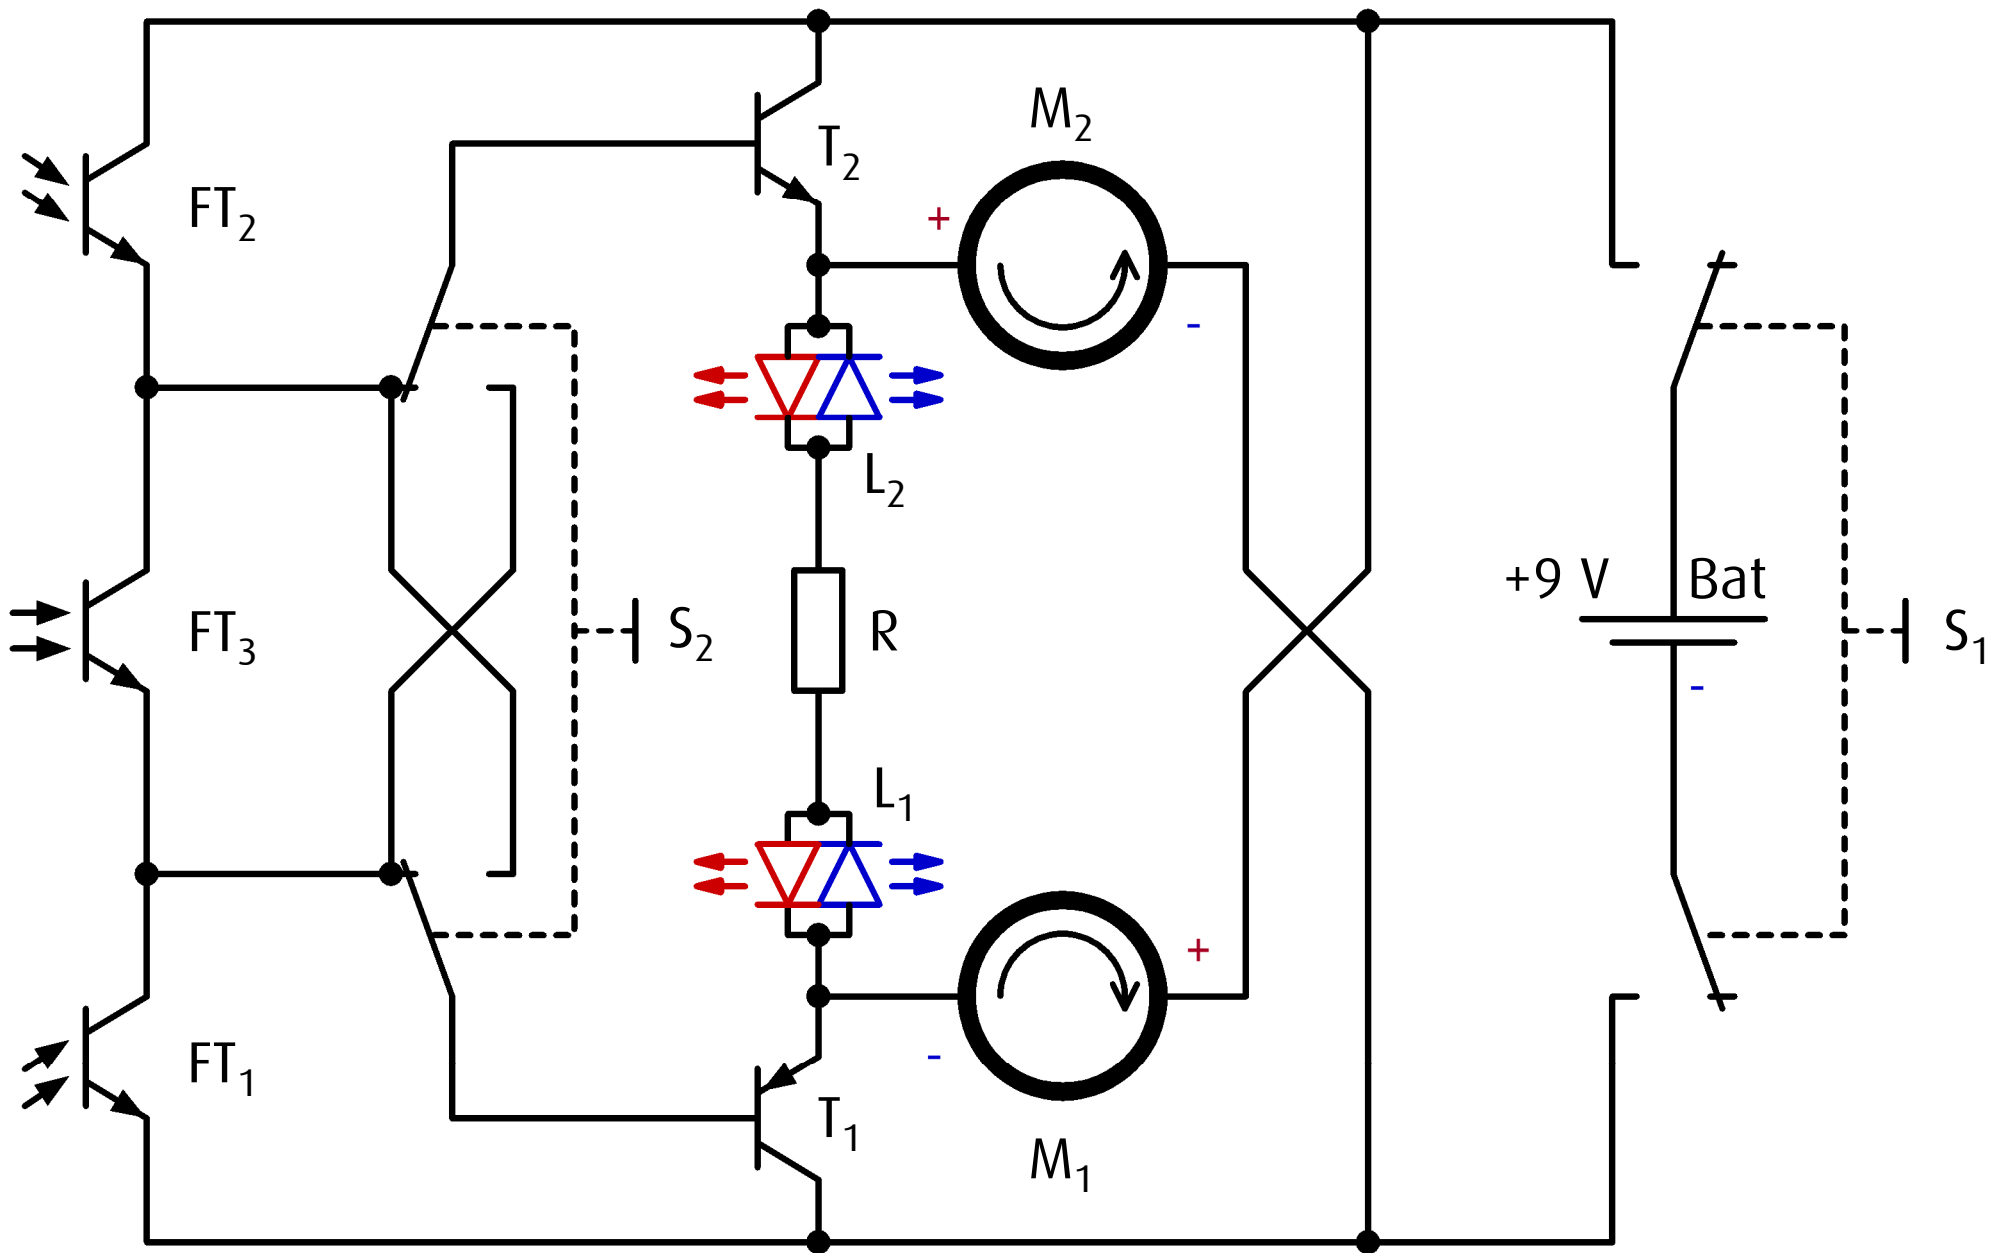 M₂
T₂
FT₂
+
-
L₂
+9 V Bat
FT₃
S₂
R
S₁
-
L₁
+
FT₁
-
T₁
M₁